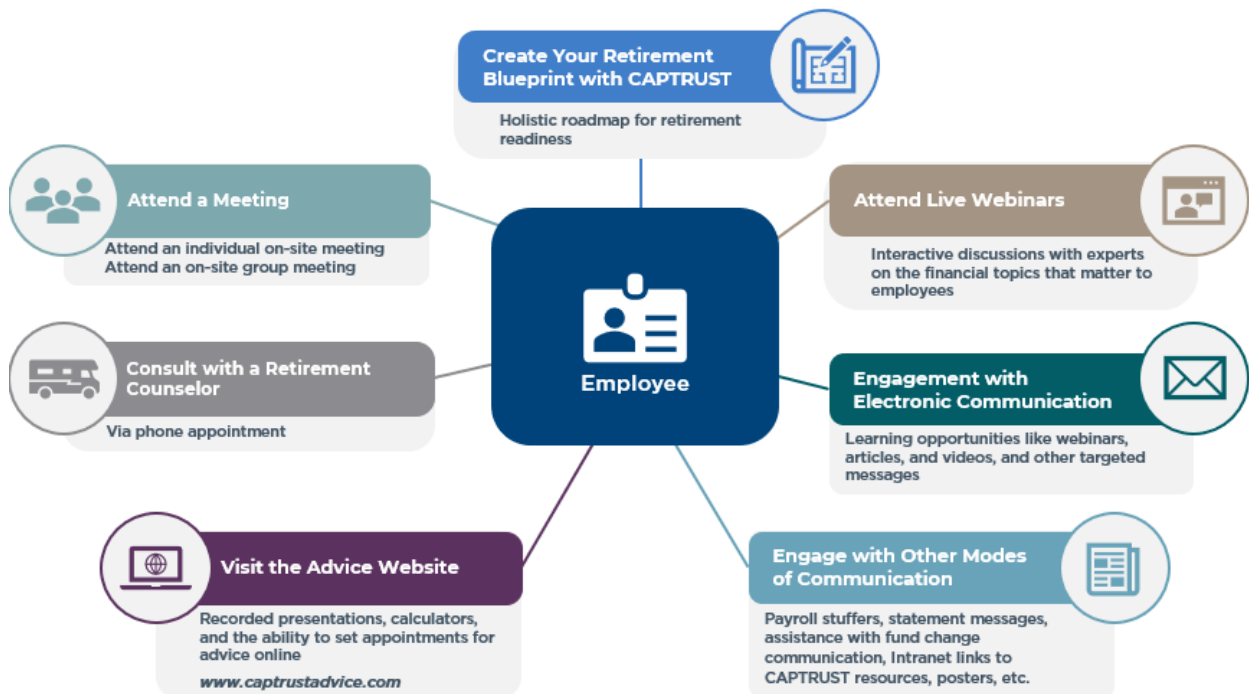 Create Your Retirement
Blueprint with CAPTRUST
Holistic roadmap for retirement
readiness
Attend a Meeting
Attend an individual on-site meeting
Attend an on-site group meeting
Attend Live Webinars
Interactive discussions with experts
on the financial topics that matter to
employees
Employee
Consult with a Retirement
Counselor
Via phone appointment
Engagement with
Electronic Communication
Learning opportunities like webinars,
articles, and videos, and other targeted
messages
Visit the Advice Website
Recorded presentations, calculators,
and the ability to set appointments for
advice online
www.captrustadvice.com
Engage with Other Modes
of Communication
Payroll stuffers, statement messages,
assistance with fund change
communication, Intranet links to
CAPTRUST resources, posters, etc.